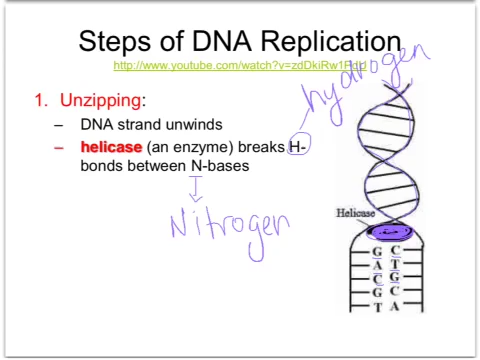 Steps of DNA Replication
http://www.youtube.com/watch?v=zdDkiRw1PdU
hydrogen
1. Unzipping:
– DNA strand unwinds
– helicase (an enzyme) breaks H-
bonds between N-bases
Nitrogen
Helicase
G C
A T
C G
G C
T A